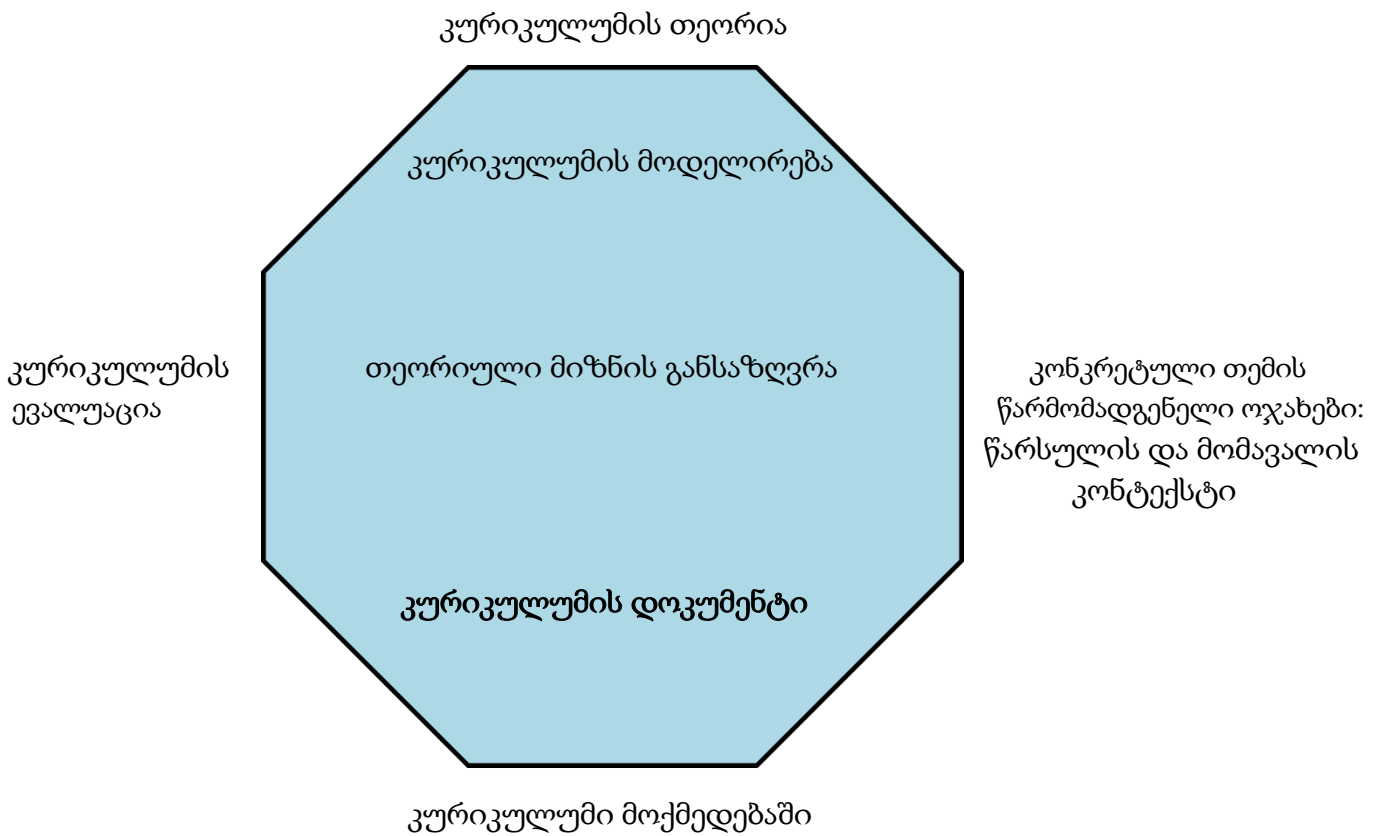 კურიკულუმის თეორია
კურიკულუმის მოდელირება
კურიკულუმის
ევალუაცია
თეორიული მიზნის განსაზღვრა
კონკრეტული თემის
წარმომადგენელი ოჯახები:
წარსულის და მომავალის
კონტექსტი
კურიკულუმის დოკუმენტი
კურიკულუმი მოქმედებაში